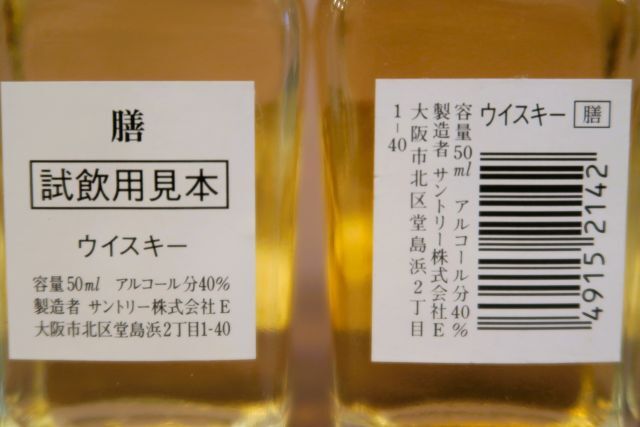 膳
試飲用見本
ウイスキー
容量50ml アルコール分40%
製造者 サントリー株式会社E
大阪市北区堂島浜2丁目1-40
ウイスキー 膳
容量50ml アルコール分40%
製造者 サントリー株式会社E
大阪市北区堂島浜2丁目
1-40
4915 2142